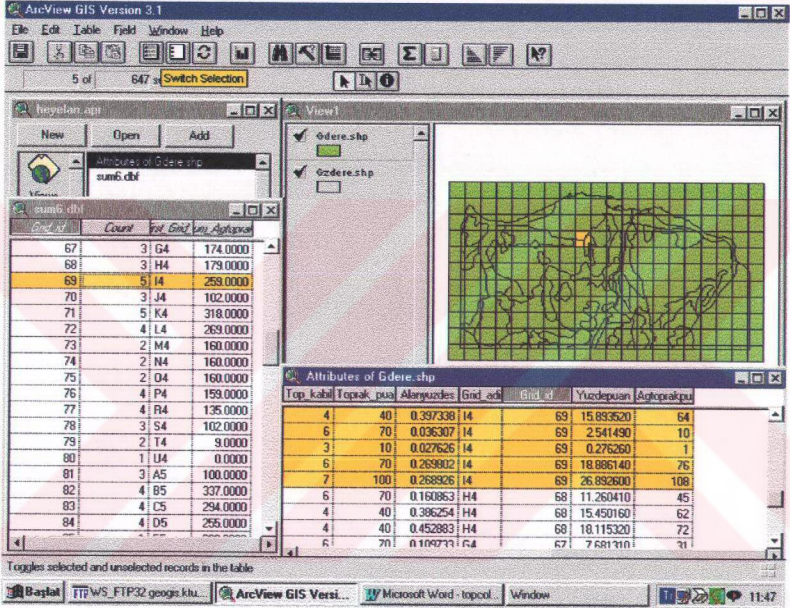 ArcView GIS Version 3.1
File Edit Table Field Window Help
5 of 647 s Switch Selection
heyelan.apr
New Open Add
Attributes of Gdere.shp
sum6.dbf
Views
View1
Gdere.shp
Gzdere.shp
sum6.dbf
Grid_id Count rst_Grid um_Agtoprak
67 3 G4 174.0000
68 3 H4 179.0000
69 5 I4 259.0000
70 3 J4 102.0000
71 5 K4 318.0000
72 4 L4 269.0000
73 2 M4 160.0000
74 2 N4 160.0000
75 2 O4 160.0000
76 4 P4 159.0000
77 4 R4 135.0000
78 3 S4 102.0000
79 2 T4 9.0000
80 1 U4 0.0000
81 3 A5 100.0000
82 4 B5 337.0000
83 4 C5 294.0000
84 4 D5 255.0000
Attributes of Gdere.shp
Top_kabil Toprak_pua Alanyuzdes Grid_adi Grid_id Yuzdepuan Agtoprakpu
4 40 0.397338 I4 69 15.893520 64
6 70 0.036307 I4 69 2.541490 10
3 10 0.027626 I4 69 0.276260 1
6 70 0.269802 I4 69 18.886140 76
7 100 0.268926 I4 69 26.892600 108
6 70 0.160863 H4 68 11.260410 45
4 40 0.386254 H4 68 15.450160 62
4 40 0.452883 H4 68 18.115320 72
6 70 0.109733 G4 67 7.681310 31
Toggles selected and unselected records in the table
Başlat WS_FTP32 geogis.ktu... ArcView GIS Versi... Microsoft Word - topcol... Window 11:47